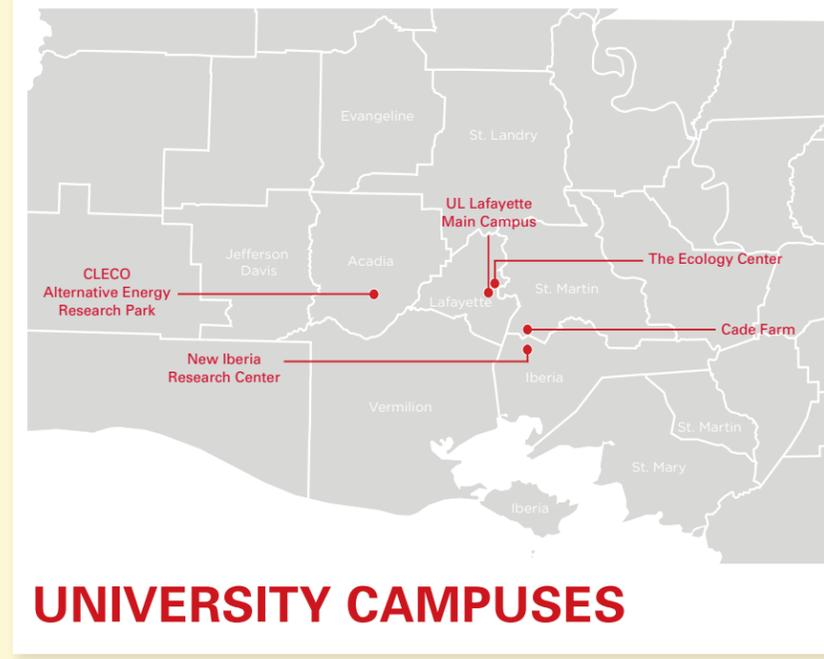 Evangeline
St. Landry
UL Lafayette
Main Campus
Jefferson
Davis
Acadia
The Ecology Center
CLECO
Alternative Energy
Research Park
Lafayette
St. Martin
Cade Farm
New Iberia
Research Center
Iberia
Vermilion
St. Martin
St. Mary
Iberia
UNIVERSITY CAMPUSES